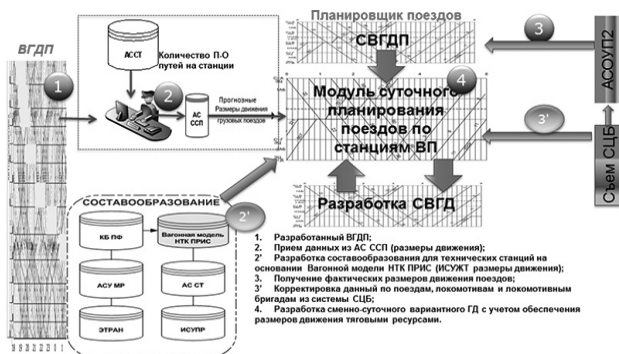 ВГДП
АССТ
Количество П-О
путей на станции
1
2
АС
ССП
Прогнозные
Размеры движения
грузовых поездов
Планировщик поездов
СВГДП
3
АСОУП2
4
Модуль суточного
планирования
поездов по
станциям ВП
3'
Съем СЦБ
Разработка СВГД
СОСТАВООБРАЗОВАНИЕ
2'
КБ ПФ
Вагонная модель
НТК ПРИС
АСУ МР
АС СТ
ЭТРАН
ИСУПР
1. Разработанный ВГДП;
2. Прием данных из АС ССП (размеры движения);
2' Разработка составообразования для технических станций на
основании Вагонной модели НТК ПРИС (ИСУЖТ размеры движения);
3. Получение фактических размеров движения поездов;
3' Корректировка данный по поездам, локомотивам и локомотивным
бригадам из системы СЦБ;
4. Разработка сменно-суточного вариантного ГД с учетом обеспечения
размеров движения тяговыми ресурсами.